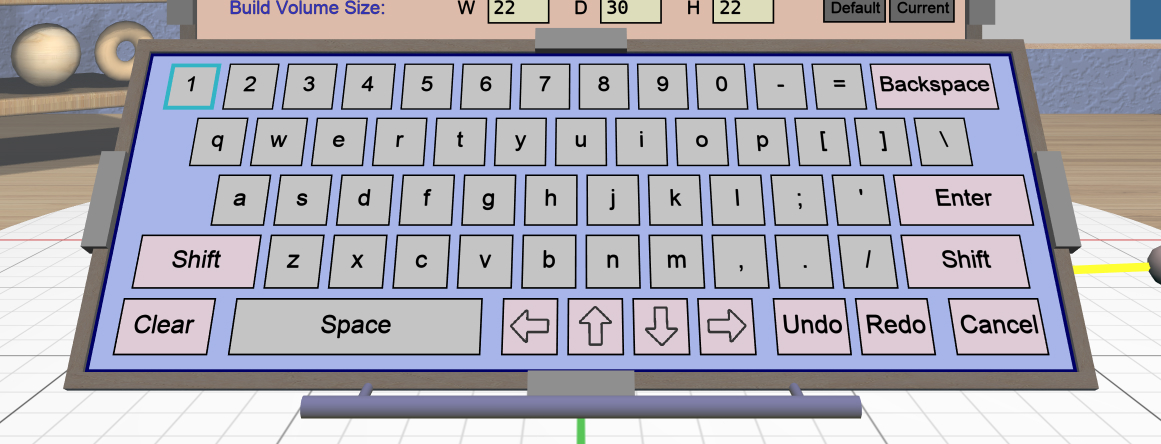 Build Volume Size: W 22 D 30 H 22 Default Current
1 2 3 4 5 6 7 8 9 0 - = Backspace
q w e r t y u i o p [ ] \
a s d f g h j k l ; ' Enter
Shift z x c v b n m , . / Shift
Clear Space Undo Redo Cancel